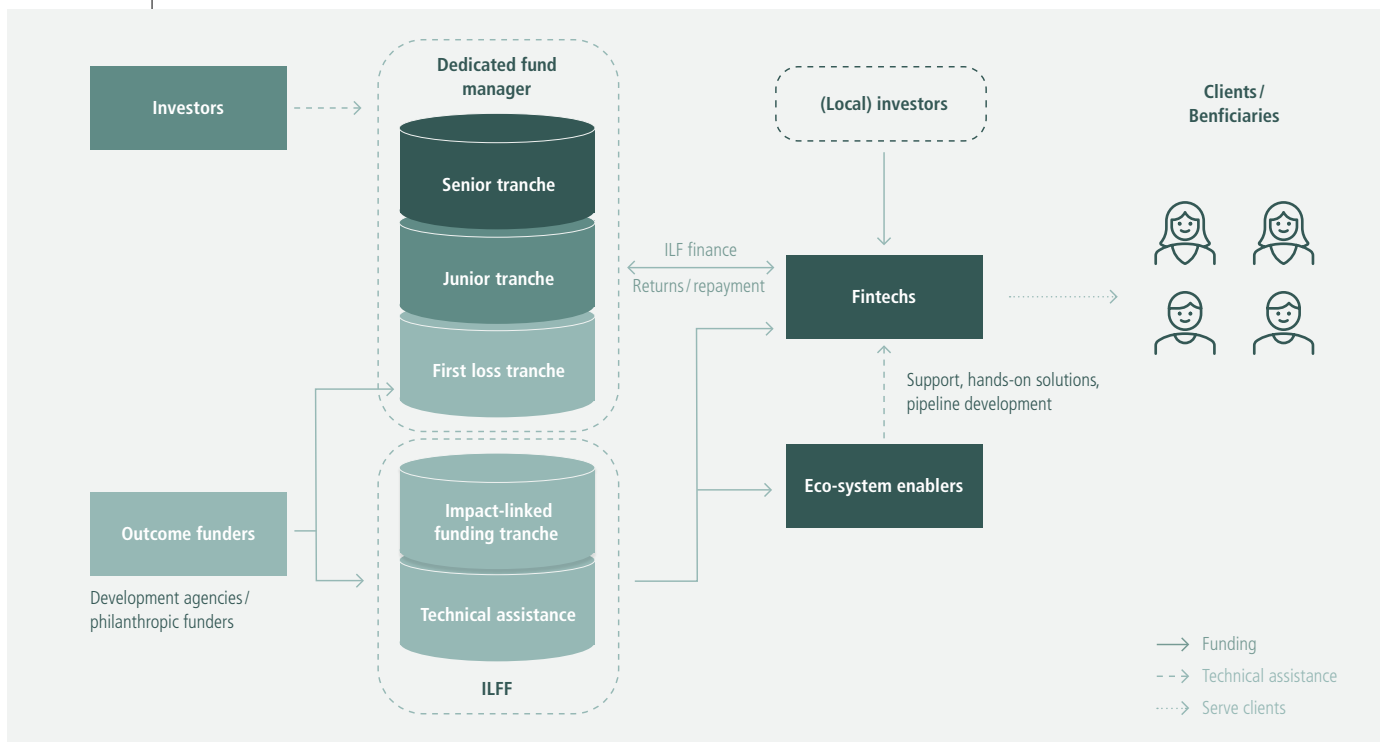 Investors
Dedicated fund
manager
Senior tranche
Junior tranche
First loss tranche
(Local) investors
Clients /
Benficiaries
ILF finance
Returns / repayment
Fintechs
Support, hands-on solutions,
pipeline development
Eco-system enablers
Outcome funders
Development agencies /
philanthropic funders
Impact-linked
funding tranche
Technical assistance
ILFF
Funding
Technical assistance
Serve clients